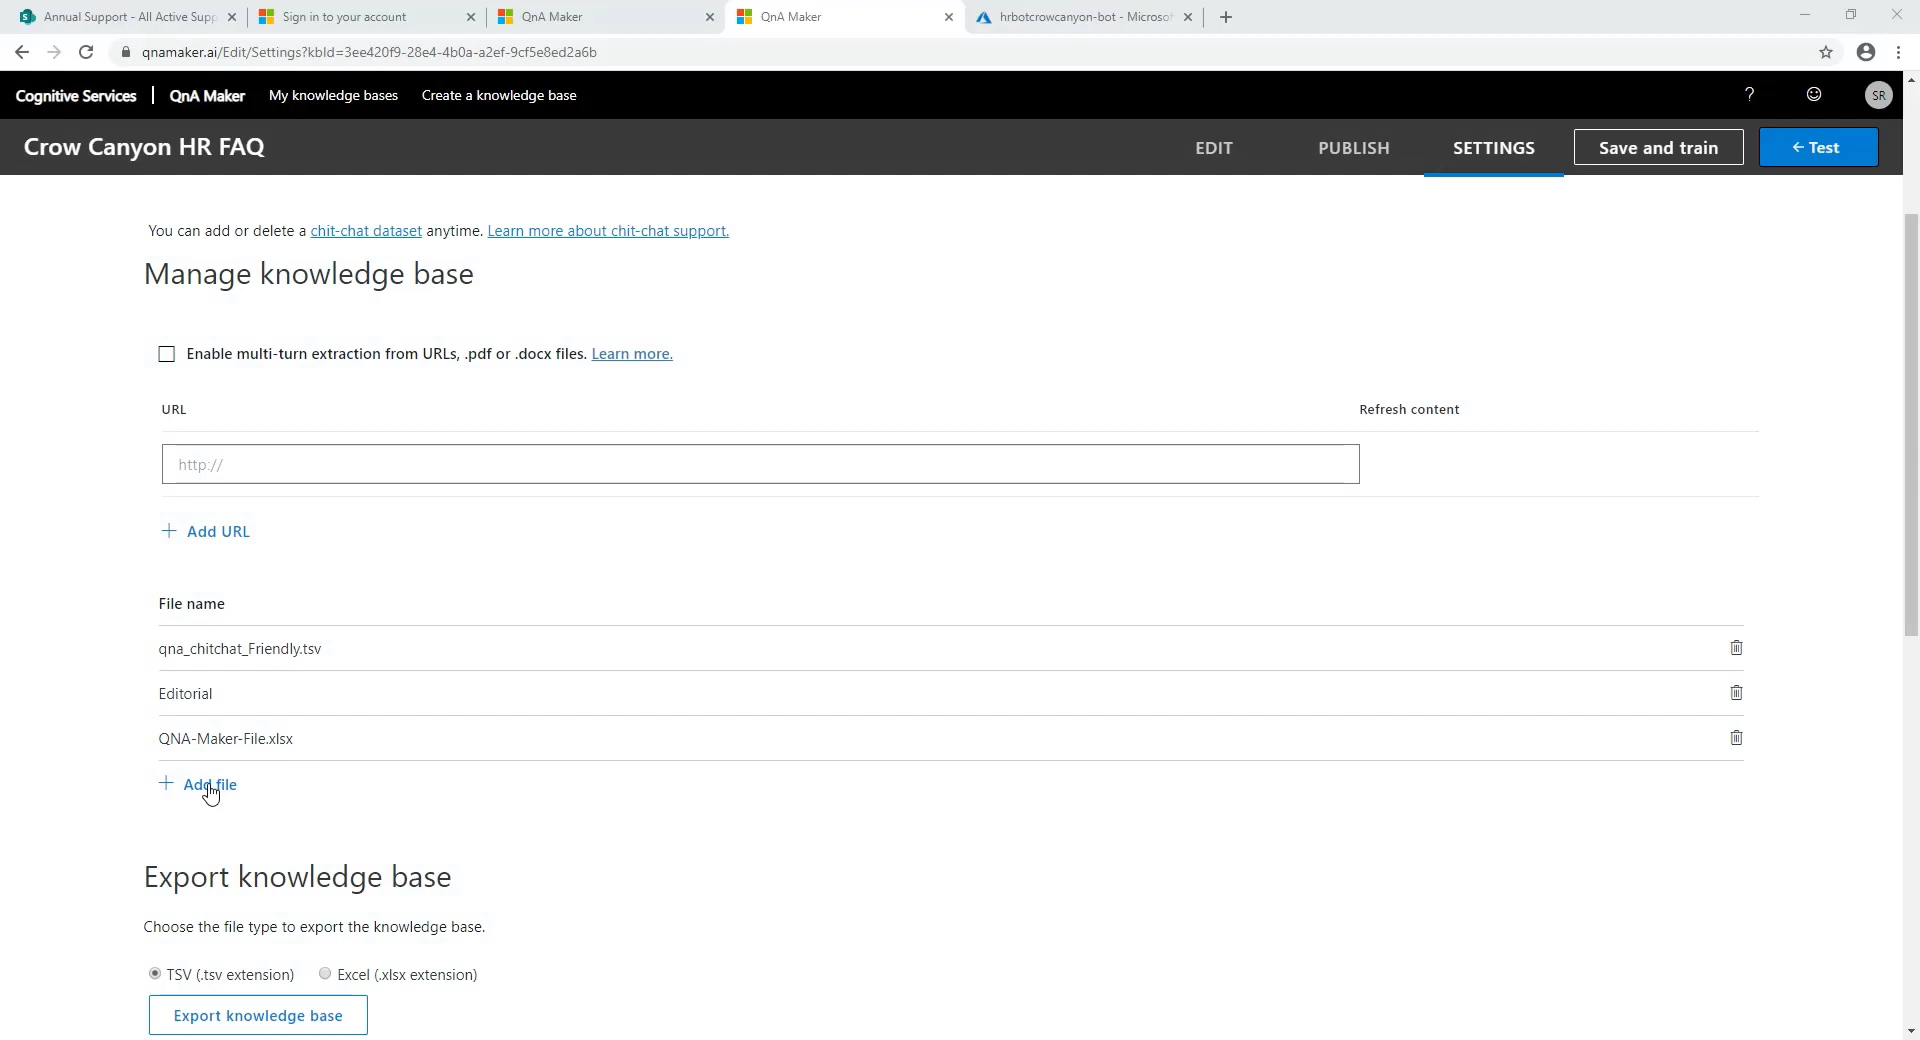 Annual Support - All Active Supp
Sign in to your account
QnA Maker
QnA Maker
hrbotcrowcanyon-bot - Microsof
qnamaker.ai/Edit/Settings?kbId=3ee420f9-28e4-4b0a-a2ef-9cf5e8ed2a6b
Cognitive Services | QnA Maker My knowledge bases Create a knowledge base ? SR
Crow Canyon HR FAQ EDIT PUBLISH SETTINGS Save and train ← Test
You can add or delete a chit-chat dataset anytime. Learn more about chit-chat support.
Manage knowledge base
Enable multi-turn extraction from URLs, .pdf or .docx files. Learn more.
URL Refresh content
http://
+ Add URL
File name
qna_chitchat_Friendly.tsv
Editorial
QNA-Maker-File.xlsx
+ Add file
Export knowledge base
Choose the file type to export the knowledge base.
TSV (.tsv extension) Excel (.xlsx extension)
Export knowledge base